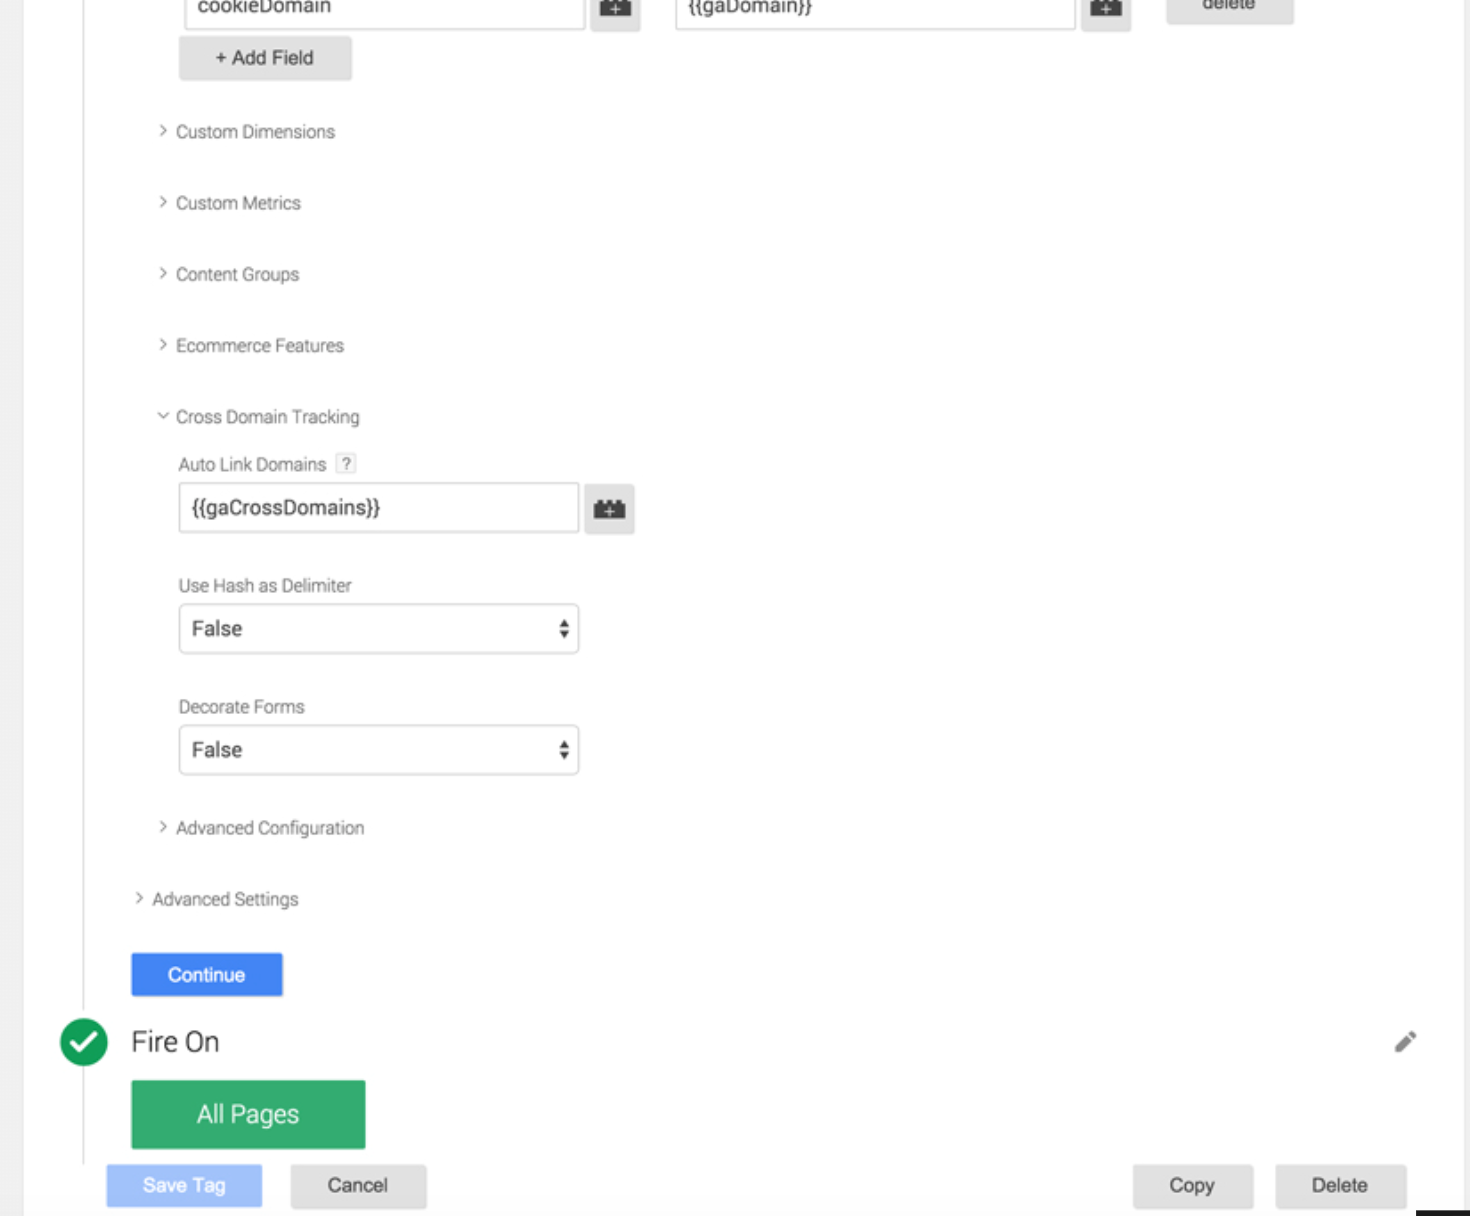 cookieDomain
{{gaDomain}}
delete
+ Add Field
Custom Dimensions
Custom Metrics
Content Groups
Ecommerce Features
Cross Domain Tracking
Auto Link Domains ?
{{gaCrossDomains}}
Use Hash as Delimiter
False
Decorate Forms
False
Advanced Configuration
Advanced Settings
Continue
Fire On
All Pages
Save Tag
Cancel
Copy
Delete